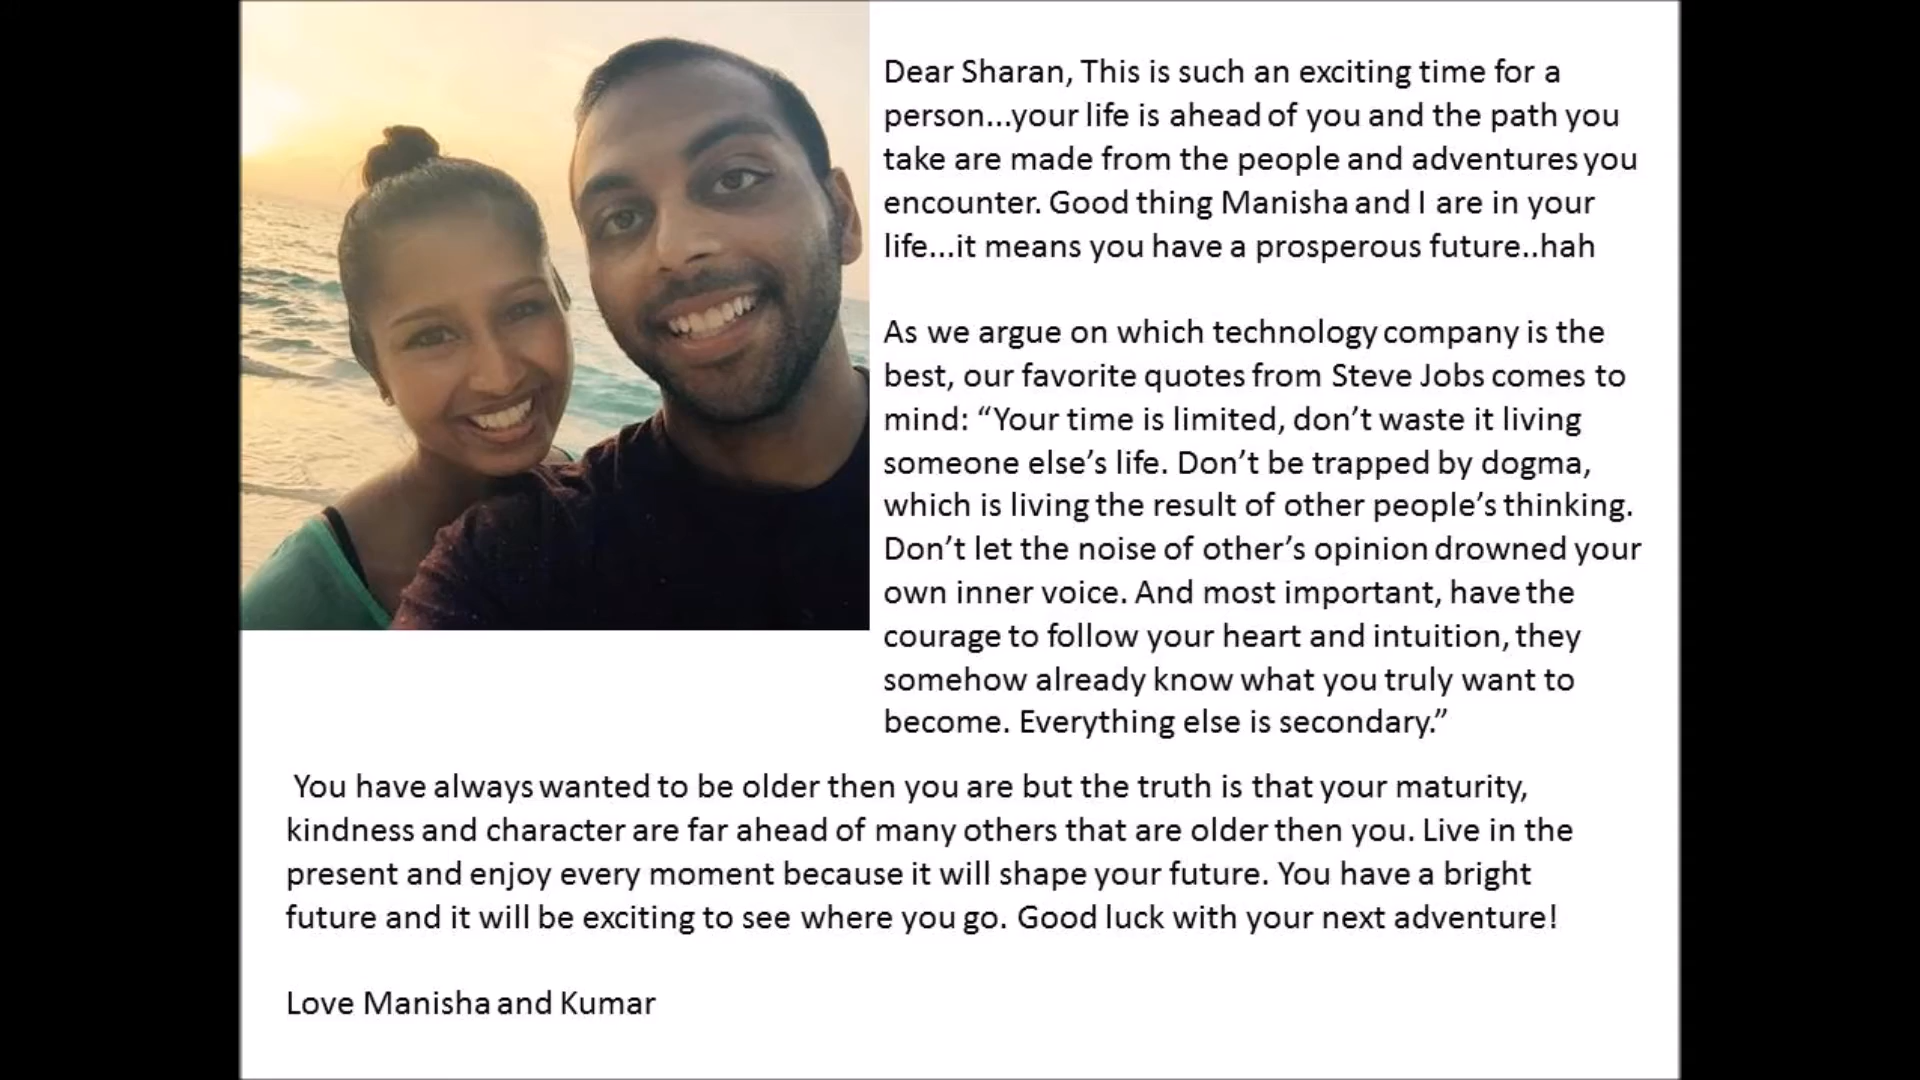 Dear Sharan, This is such an exciting time for a
person...your life is ahead of you and the path you
take are made from the people and adventures you
encounter. Good thing Manisha and I are in your
life...it means you have a prosperous future..hah
As we argue on which technology company is the
best, our favorite quotes from Steve Jobs comes to
mind: “Your time is limited, don’t waste it living
someone else’s life. Don’t be trapped by dogma,
which is living the result of other people’s thinking.
Don’t let the noise of other’s opinion drowned your
own inner voice. And most important, have the
courage to follow your heart and intuition, they
somehow already know what you truly want to
become. Everything else is secondary.”
You have always wanted to be older then you are but the truth is that your maturity,
kindness and character are far ahead of many others that are older then you. Live in the
present and enjoy every moment because it will shape your future. You have a bright
future and it will be exciting to see where you go. Good luck with your next adventure!
Love Manisha and Kumar